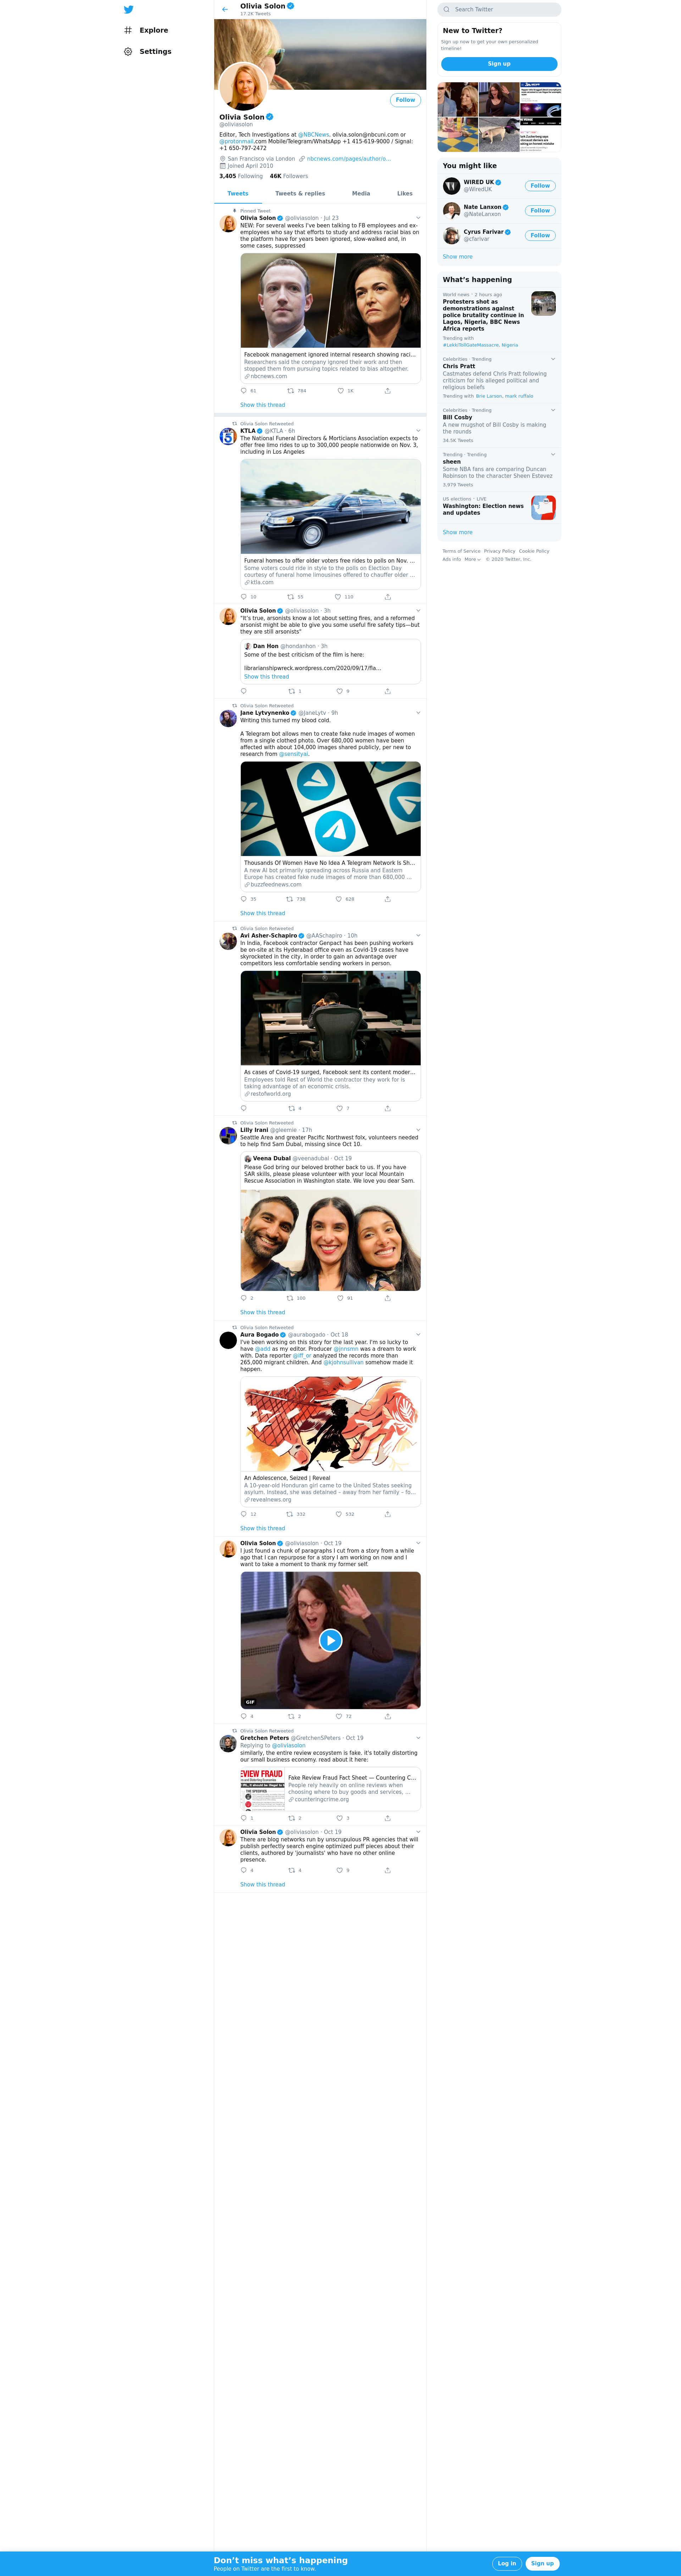 Explore
Settings
Olivia Solon
17.2K Tweets
Follow
Olivia Solon
@oliviasolon
Editor, Tech Investigations at @NBCNews, olivia.solon@nbcuni.com or
@protonmail.com Mobile/Telegram/WhatsApp +1 415-619-9000 / Signal:
+1 650-797-2472
San Francisco via London nbcnews.com/pages/author/o…
Joined April 2010
3,405 Following 46K Followers
Tweets Tweets & replies Media Likes
Pinned Tweet
Olivia Solon @oliviasolon · Jul 23
NEW: For several weeks I've been talking to FB employees and ex-
employees who say that efforts to study and address racial bias on
the platform have for years been ignored, slow-walked and, in
some cases, suppressed
Facebook management ignored internal research showing raci…
Researchers said the company ignored their work and then
stopped them from pursuing topics related to bias altogether.
nbcnews.com
61 784 1K
Show this thread
Olivia Solon Retweeted
KTLA @KTLA · 6h
The National Funeral Directors & Morticians Association expects to
offer free limo rides to up to 300,000 people nationwide on Nov. 3,
including in Los Angeles
Funeral homes to offer older voters free rides to polls on Nov. …
Some voters could ride in style to the polls on Election Day
courtesy of funeral home limousines offered to chauffer older …
ktla.com
10 55 110
Olivia Solon @oliviasolon · 3h
"It's true, arsonists know a lot about setting fires, and a reformed
arsonist might be able to give you some useful fire safety tips—but
they are still arsonists"
Dan Hon @hondanhon · 3h
Some of the best criticism of the film is here:
librarianshipwreck.wordpress.com/2020/09/17/fla…
Show this thread
1
Olivia Solon Retweeted
Jane Lytvynenko @JaneLytv · 9h
Writing this turned my blood cold.
A Telegram bot allows men to create fake nude images of women
from a single clothed photo. Over 680,000 women have been
affected with about 104,000 images shared publicly, per new to
research from @sensityai.
Thousands Of Women Have No Idea A Telegram Network Is Sh…
A new AI bot primarily spreading across Russia and Eastern
Europe has created fake nude images of more than 680,000 …
buzzfeednews.com
35 738 628
Show this thread
Olivia Solon Retweeted
Avi Asher-Schapiro @AASchapiro · 10h
In India, Facebook contractor Genpact has been pushing workers
be on-site at its Hyderabad office even as Covid-19 cases have
skyrocketed in the city, in order to gain an advantage over
competitors less comfortable sending workers in person.
As cases of Covid-19 surged, Facebook sent its content moder…
Employees told Rest of World the contractor they work for is
taking advantage of an economic crisis.
restofworld.org
4 7
Olivia Solon Retweeted
Lilly Irani @gleemie · 17h
Seattle Area and greater Pacific Northwest folx, volunteers needed
to help find Sam Dubal, missing since Oct 10.
Veena Dubal @veenadubal · Oct 19
Please God bring our beloved brother back to us. If you have
SAR skills, please please volunteer with your local Mountain
Rescue Association in Washington state. We love you dear Sam.
2 100 91
Show this thread
Olivia Solon Retweeted
Aura Bogado @aurabogado · Oct 18
I've been working on this story for the last year. I'm so lucky to
have @add as my editor. Producer @jnnsmn was a dream to work
with. Data reporter @iff_or analyzed the records more than
265,000 migrant children. And @kjohnsullivan somehow made it
happen.
An Adolescence, Seized | Reveal
A 10-year-old Honduran girl came to the United States seeking
asylum. Instead, she was detained – away from her family – fo…
revealnews.org
12 332 532
Show this thread
Olivia Solon @oliviasolon · Oct 19
I just found a chunk of paragraphs I cut from a story from a while
ago that I can repurpose for a story I am working on now and I
want to take a moment to thank my former self.
GIF
4 2 72
Olivia Solon Retweeted
Gretchen Peters @GretchenSPeters · Oct 19
Replying to @oliviasolon
similarly, the entire review ecosystem is fake. it's totally distorting
our small business economy. read about it here:
VIEW FRAUD
Fake Review Fraud Fact Sheet — Countering C…
People rely heavily on online reviews when
choosing where to buy goods and services, …
counteringcrime.org
1 2 3
Olivia Solon @oliviasolon · Oct 19
There are blog networks run by unscrupulous PR agencies that will
publish perfectly search engine optimized puff pieces about their
clients, authored by 'journalists' who have no other online
presence.
4 4
Show this thread
Search Twitter
New to Twitter?
Sign up now to get your own personalized
timeline!
Sign up
You might like
WIRED UK
@WiredUK
Follow
Nate Lanxon
@NateLanxon
Follow
Cyrus Farivar
@cfarivar
Follow
Show more
What's happening
World news · 2 hours ago
Protesters shot as
demonstrations against
police brutality continue in
Lagos, Nigeria, BBC News
Africa reports
Trending with
#LekkiTollGateMassacre, Nigeria
Celebrities · Trending
Chris Pratt
Castmates defend Chris Pratt following
criticism for his alleged political and
religious beliefs
Trending with Brie Larson, mark ruffalo
Celebrities · Trending
Bill Cosby
A new mugshot of Bill Cosby is making
the rounds
34.3K Tweets
Trending · Trending
sheen
Some NBA fans are comparing Duncan
Robinson to the character Sheen Estevez
3,979 Tweets
US elections · LIVE
Washington: Election news
and updates
Show more
Terms of Service Privacy Policy Cookie Policy
Ads info More © 2020 Twitter, Inc.
Don't miss what's happening
People on Twitter are the first to know.
Log in Sign up